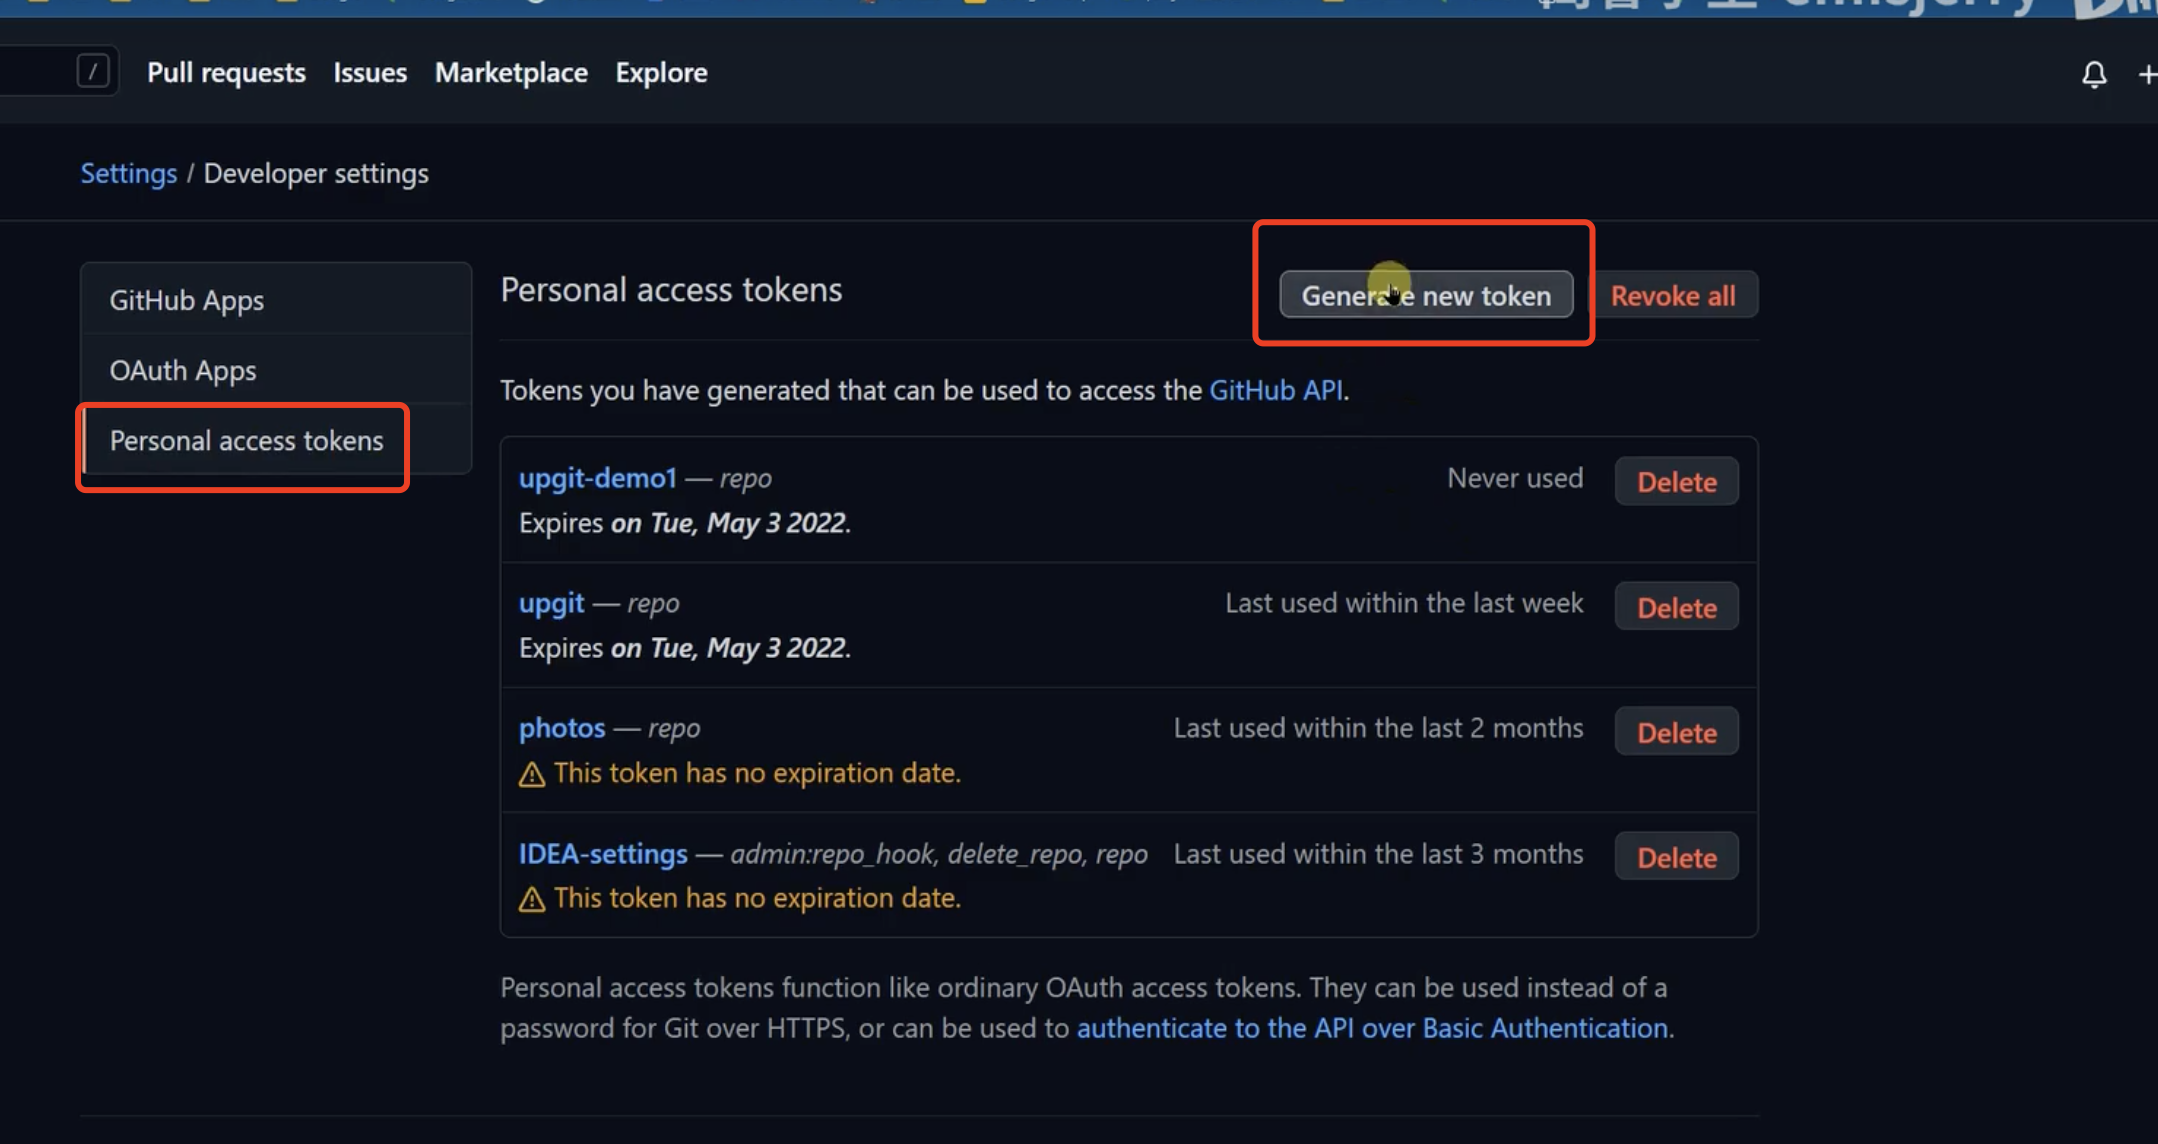 / Pull requests Issues Marketplace Explore
Settings / Developer settings
GitHub Apps
OAuth Apps
Personal access tokens
Personal access tokens
Generate new token
Revoke all
Tokens you have generated that can be used to access the GitHub API.
upgit-demo1 — repo Never used Delete
Expires on Tue, May 3 2022.
upgit — repo Last used within the last week Delete
Expires on Tue, May 3 2022.
photos — repo Last used within the last 2 months Delete
This token has no expiration date.
IDEA-settings — admin:repo_hook, delete_repo, repo Last used within the last 3 months Delete
This token has no expiration date.
Personal access tokens function like ordinary OAuth access tokens. They can be used instead of a
password for Git over HTTPS, or can be used to authenticate to the API over Basic Authentication.